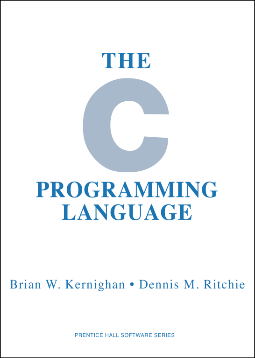 THE
C
PROGRAMMING
LANGUAGE
Brian W. Kernighan • Dennis M. Ritchie
PRENTICE HALL SOFTWARE SERIES